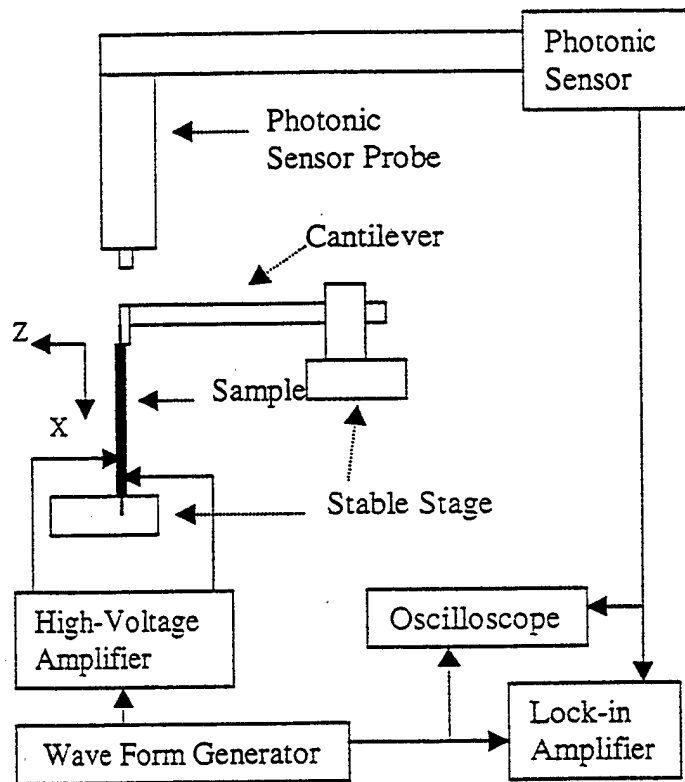 Photonic
Sensor
Photonic
Sensor Probe
Cantilever
Z
X
Sample
Stable Stage
High-Voltage
Amplifier
Oscilloscope
Wave Form Generator
Lock-in
Amplifier